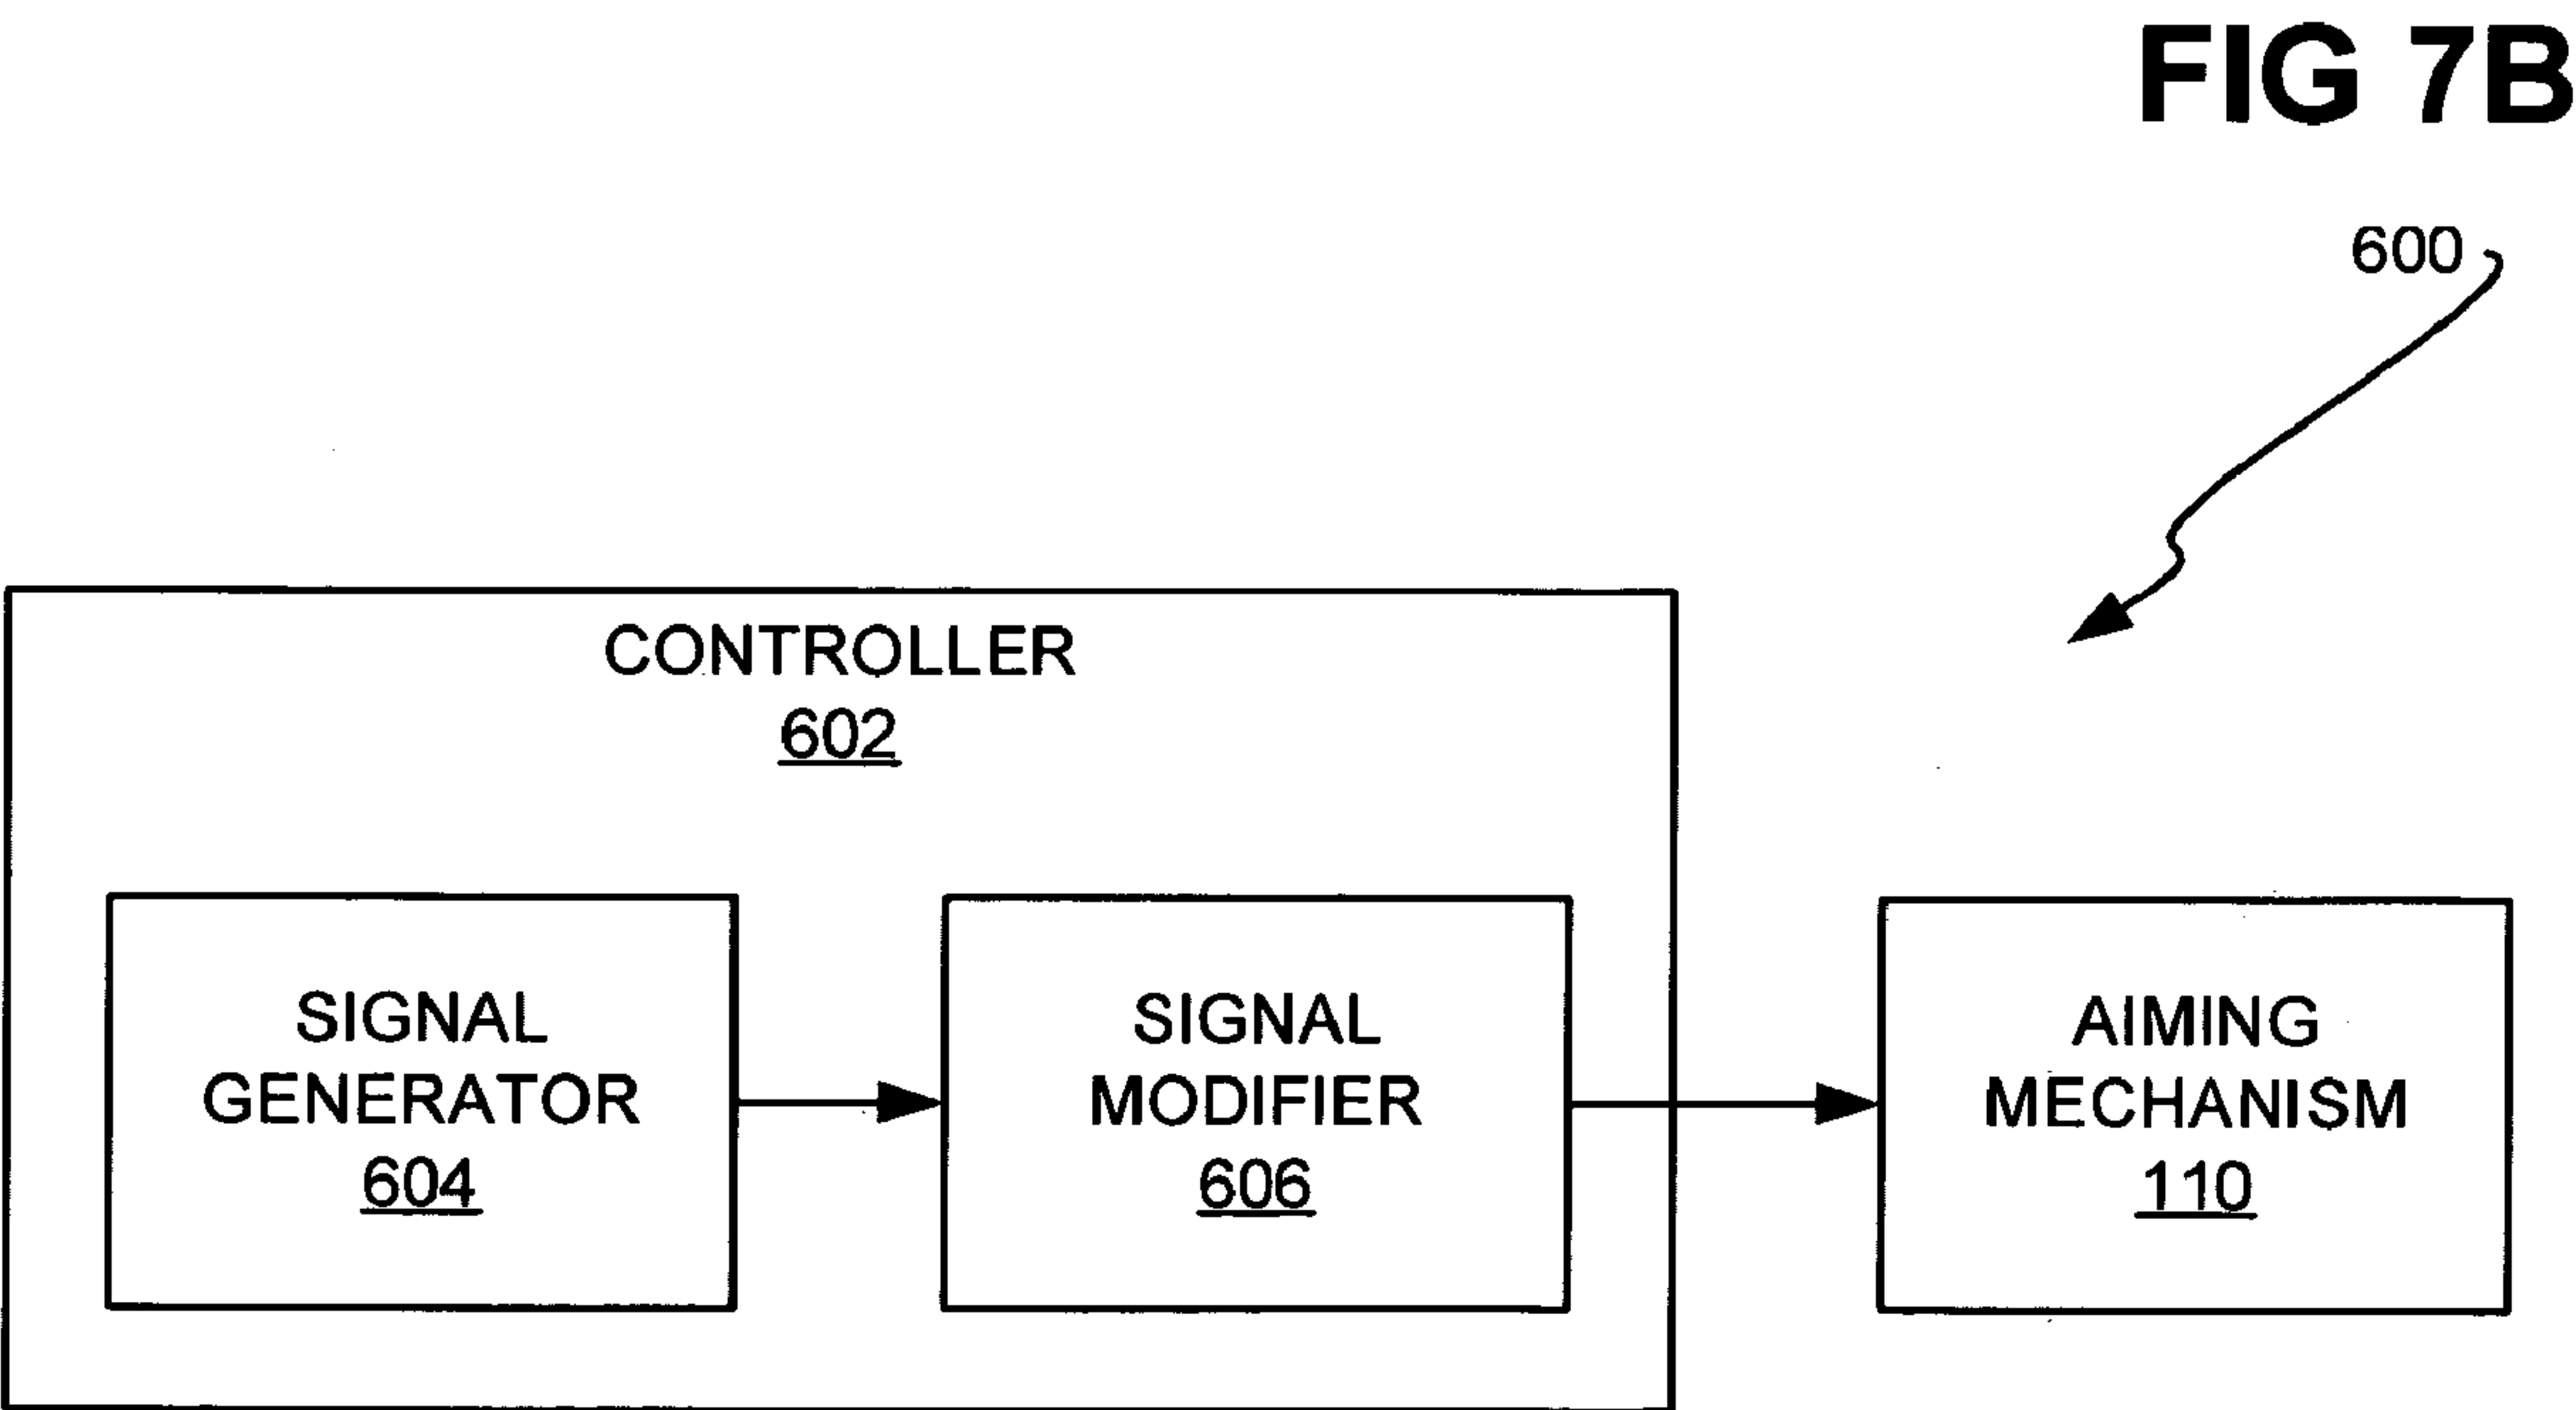 FIG 7B
600
CONTROLLER
602
SIGNAL
GENERATOR
604
SIGNAL
MODIFIER
606
AIMING
MECHANISM
110